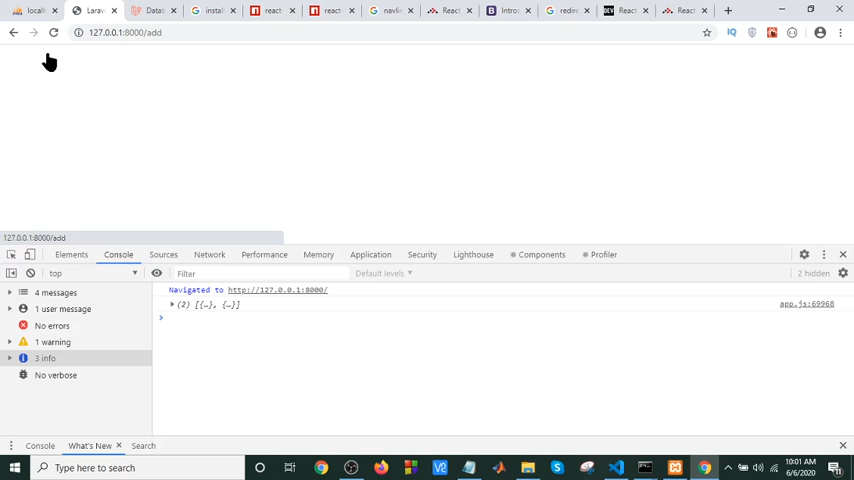 localh
Larav
Datab
install
react-
react-
navlin
React
Introd
redire
DEV
React
React
127.0.0.1:8000/add
IQ
127.0.0.1:8000/add
Elements
Console
Sources
Network
Performance
Memory
Application
Security
Lighthouse
Components
Profiler
top
Filter
Default levels
2 hidden
4 messages
1 user message
No errors
1 warning
3 info
No verbose
Navigated to http://127.0.0.1:8000/
(2) [{…}, {…}]
app.js:69968
Console
What's New
Search
Type here to search
10:01 AM
6/6/2020